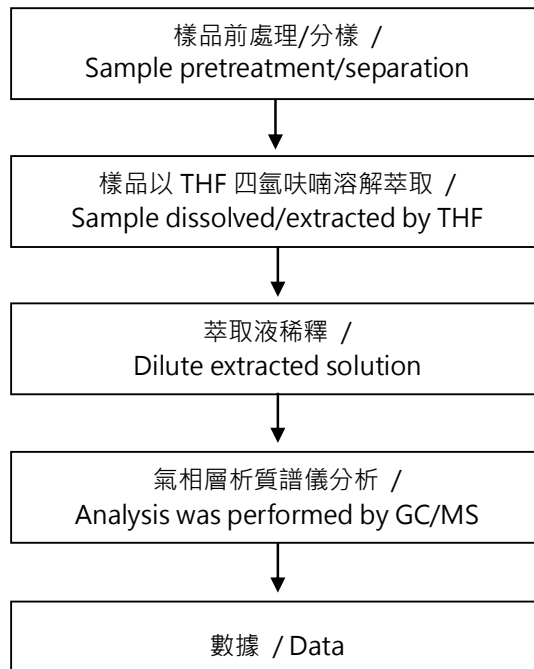 樣品前處理/分樣 /
Sample pretreatment/separation
樣品以 THF 四氫呋喃溶解萃取 /
Sample dissolved/extracted by THF
萃取液稀釋 /
Dilute extracted solution
氣相層析質譜儀分析 /
Analysis was performed by GC/MS
數據 / Data